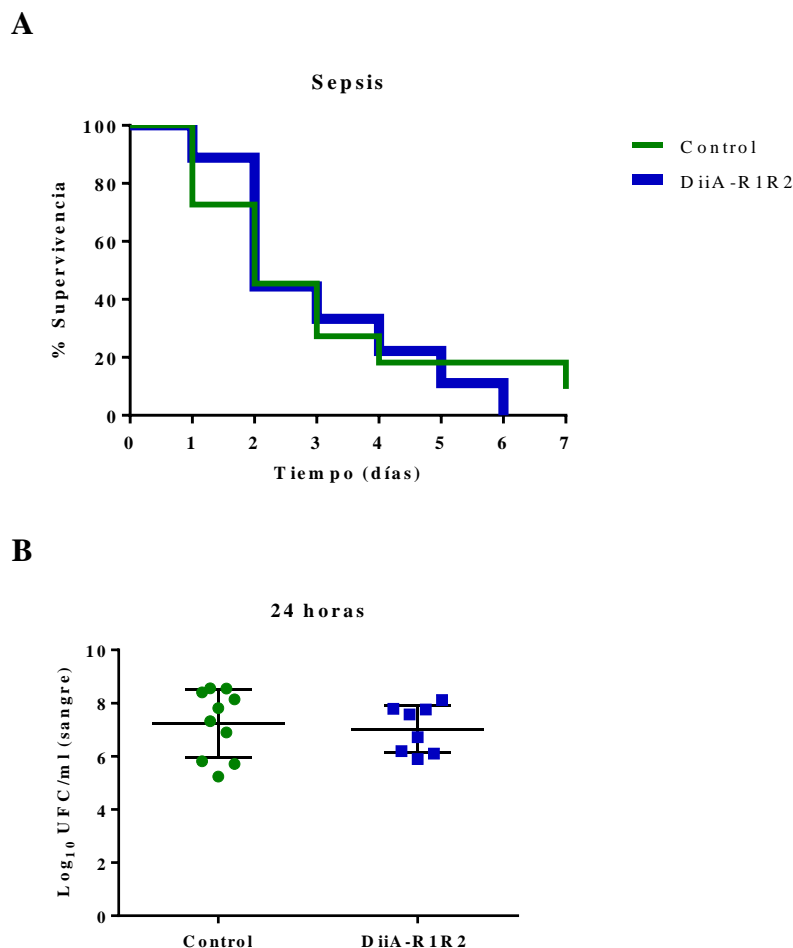 A
Sepsis
100
80
60
40
20
0
% Supervivencia
0 1 2 3 4 5 6 7
Tiempo (días)
Control
DiiA-R1R2
B
24 horas
10
8
6
4
2
0
Log10 UFC/ml (sangre)
Control DiiA-R1R2